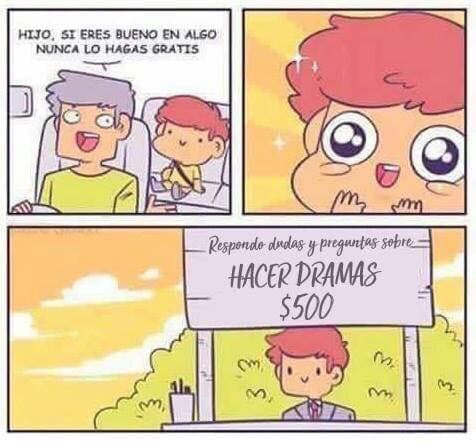 HIJO, SI ERES BUENO EN ALGO
NUNCA LO HAGAS GRATIS
Respondo dudas y preguntas sobre
HACER DRAMAS
$500